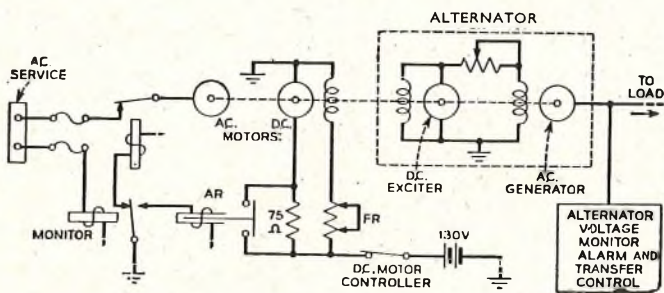 ALTERNATOR
A.C.
SERVICE
TO
LOAD
A.C.
MOTORS
D.C.
D.C.
EXCITER
A.C.
GENERATOR
MONITOR
AR
75
Ω
FR
130V
D.C. MOTOR
CONTROLLER
ALTERNATOR
VOLTAGE
MONITOR
ALARM AND
TRANSFER
CONTROL